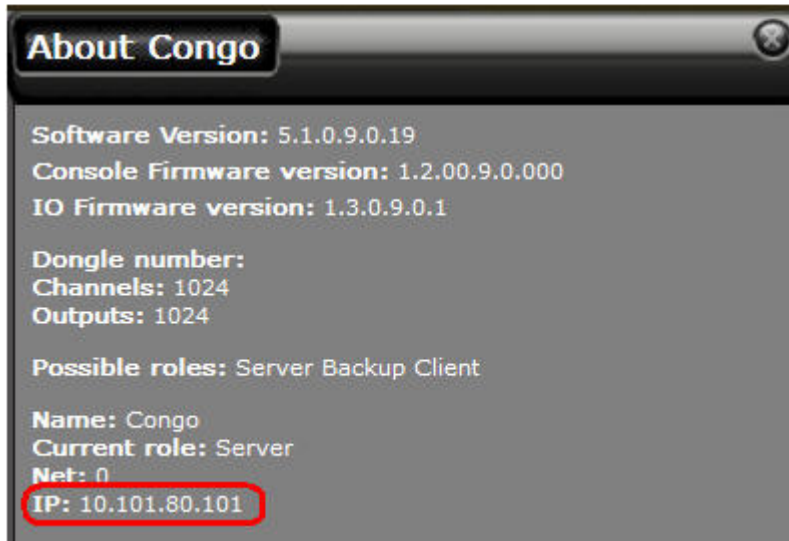 About Congo
Software Version: 5.1.0.9.0.19
Console Firmware version: 1.2.00.9.0.000
IO Firmware version: 1.3.0.9.0.1
Dongle number:
Channels: 1024
Outputs: 1024
Possible roles: Server Backup Client
Name: Congo
Current role: Server
Net: 0
IP: 10.101.80.101